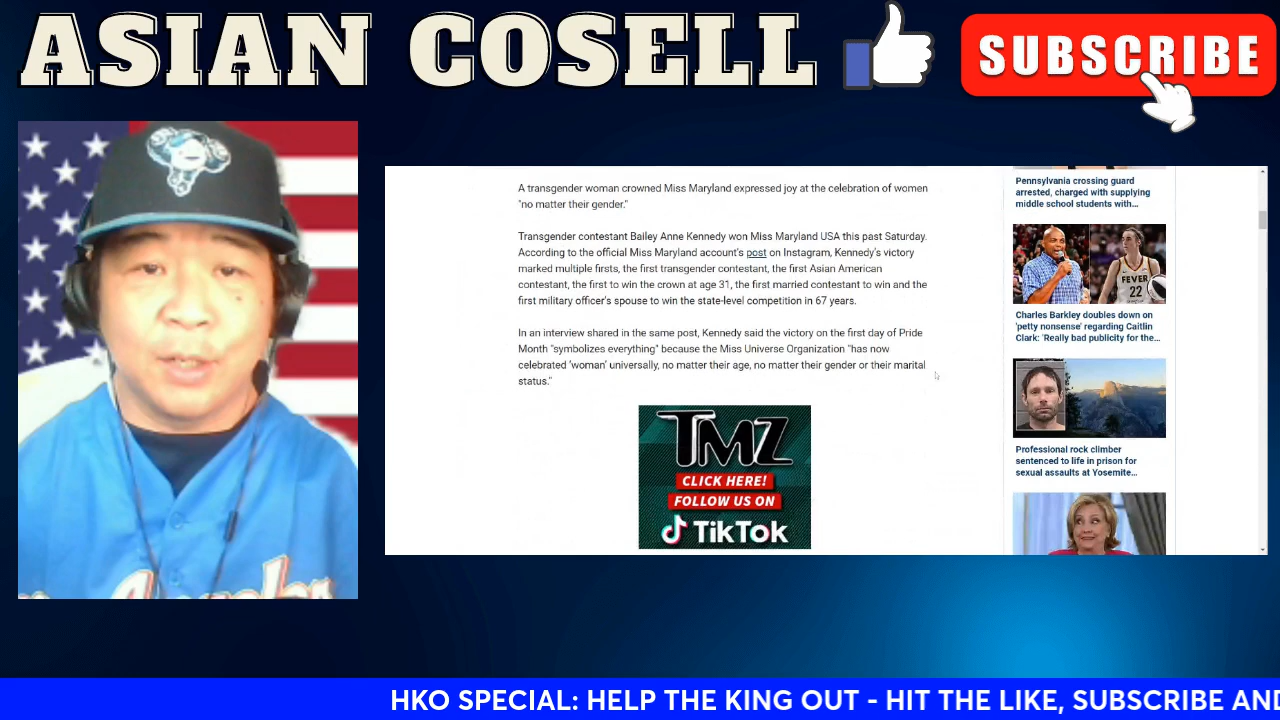 ASIAN COSELL
SUBSCRIBE
A transgender woman crowned Miss Maryland expressed joy at the celebration of women
"no matter their gender."
Transgender contestant Bailey Anne Kennedy won Miss Maryland USA this past Saturday.
According to the official Miss Maryland account's post on Instagram, Kennedy's victory
marked multiple firsts, the first transgender contestant, the first Asian American
contestant, the first to win the crown at age 31, the first married contestant to win and the
first military officer's spouse to win the state-level competition in 67 years.
In an interview shared in the same post, Kennedy said the victory on the first day of Pride
Month "symbolizes everything" because the Miss Universe Organization "has now
celebrated 'woman' universally, no matter their age, no matter their gender or their marital
status."
TMZ
CLICK HERE!
FOLLOW US ON
TikTok
Pennsylvania crossing guard
arrested, charged with supplying
middle school students with...
FEVER
22
Charles Barkley doubles down on
'petty nonsense' regarding Caitlin
Clark: 'Really bad publicity for the...
Professional rock climber
sentenced to life in prison for
sexual assaults at Yosemite...
HKO SPECIAL: HELP THE KING OUT - HIT THE LIKE, SUBSCRIBE AND